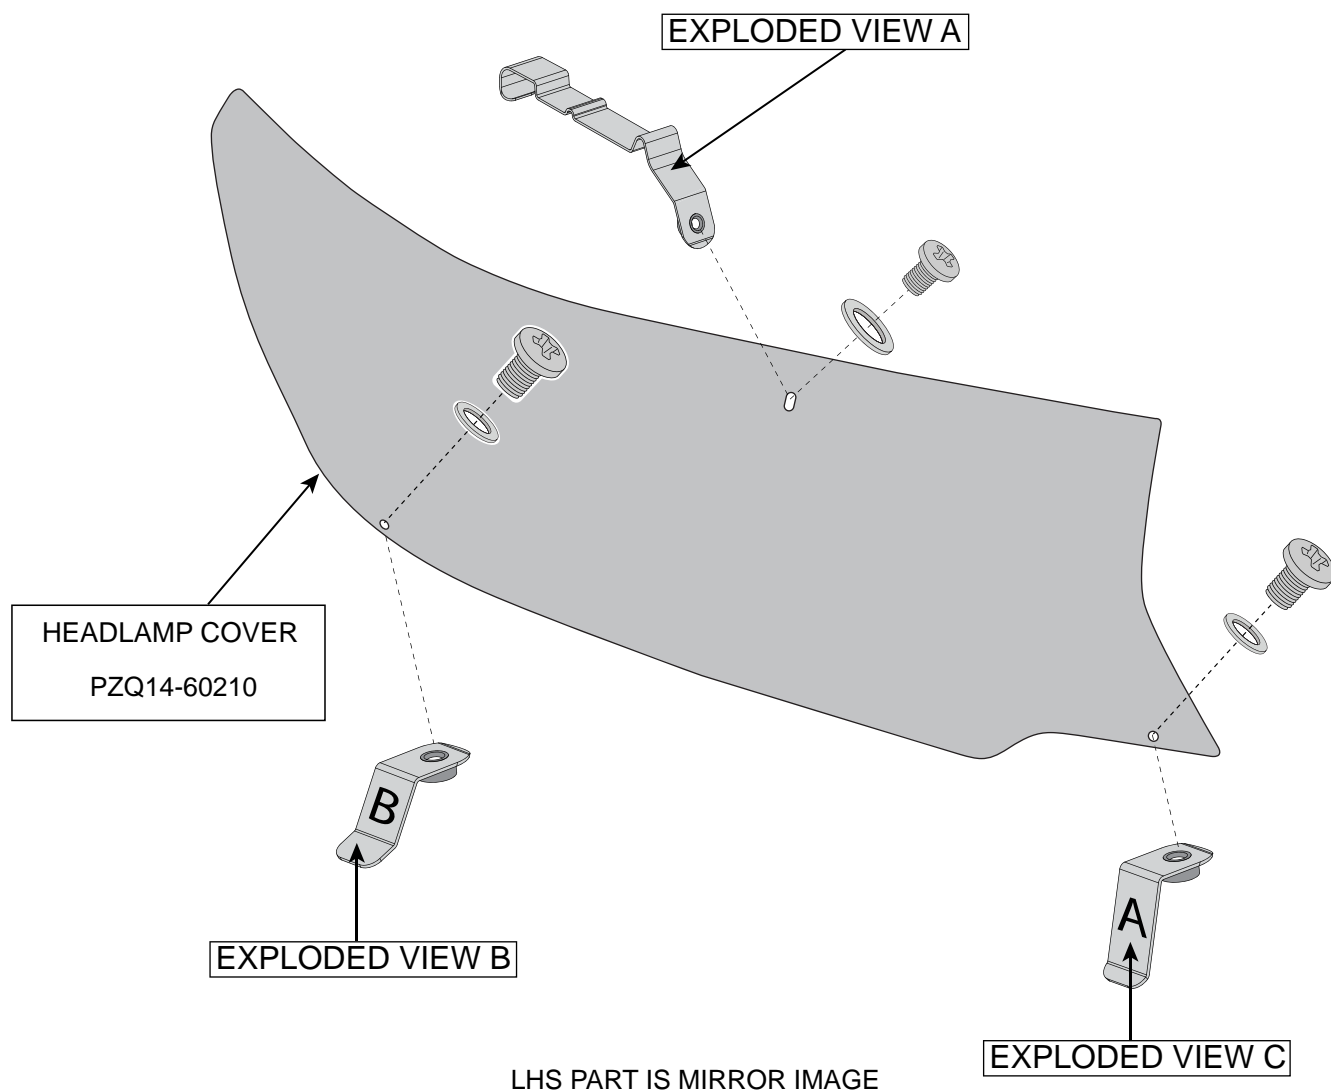 EXPLODED VIEW A
HEADLAMP COVER
PZQ14-60210
B
A
EXPLODED VIEW B
EXPLODED VIEW C
LHS PART IS MIRROR IMAGE